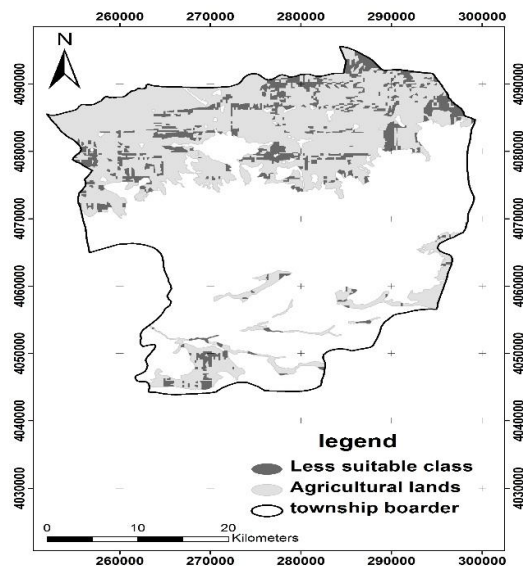 260000 270000 280000 290000 300000
N
4090000 4090000
4080000 4080000
4070000 4070000
4060000 4060000
4050000 4050000
4040000 4040000
4030000 4030000
legend
Less suitable class
Agricultural lands
township boarder
0 10 20
Kilometers
260000 270000 280000 290000 300000